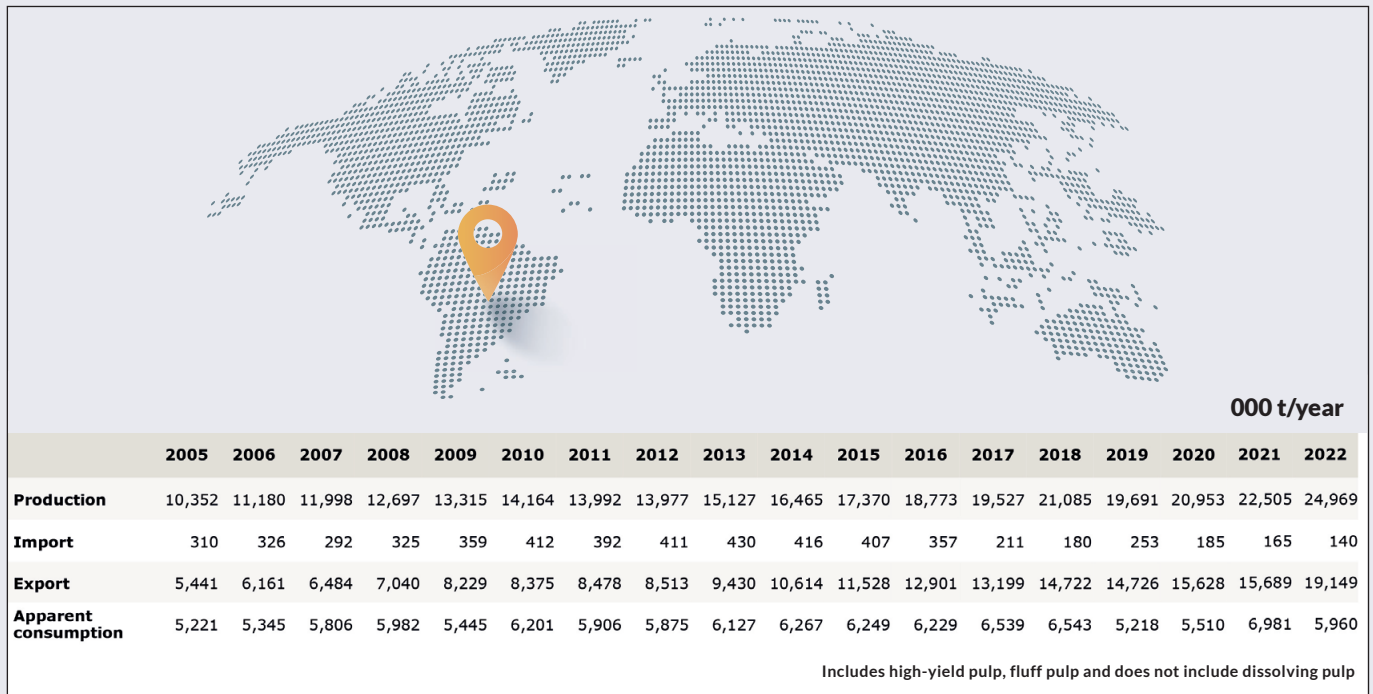 000 t/year
2005 2006 2007 2008 2009 2010 2011 2012 2013 2014 2015 2016 2017 2018 2019 2020 2021 2022
Production 10,352 11,180 11,998 12,697 13,315 14,164 13,992 13,977 15,127 16,465 17,370 18,773 19,527 21,085 19,691 20,953 22,505 24,969
Import 310 326 292 325 359 412 392 411 430 416 407 357 211 180 253 185 165 140
Export 5,441 6,161 6,484 7,040 8,229 8,375 8,478 8,513 9,430 10,614 11,528 12,901 13,199 14,722 14,726 15,628 15,689 19,149
Apparent
consumption 5,221 5,345 5,806 5,982 5,445 6,201 5,906 5,875 6,127 6,267 6,249 6,229 6,539 6,543 5,218 5,510 6,981 5,960
Includes high-yield pulp, fluff pulp and does not include dissolving pulp